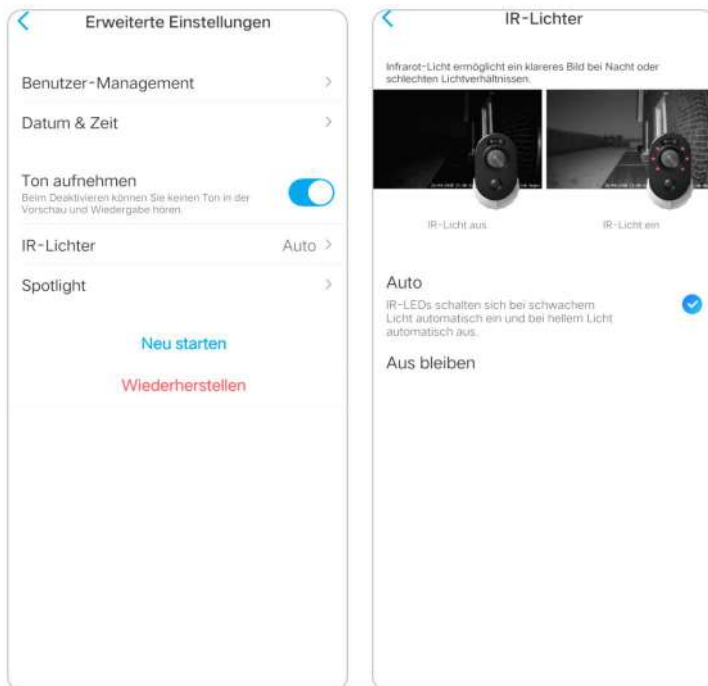 Erweiterte Einstellungen
Benutzer-Management
Datum & Zeit
Ton aufnehmen
Beim Deaktivieren können Sie keinen Ton in der
Vorschau und Wiedergabe hören.
IR-Lichter
Auto
Spotlight
Neu starten
Wiederherstellen
IR-Lichter
Infrarot-Licht ermöglicht ein klareres Bild bei Nacht oder
schlechten Lichtverhältnissen.
IR-Licht aus
IR-Licht ein
Auto
IR-LEDs schalten sich bei schwachem
Licht automatisch ein und bei hellem Licht
automatisch aus.
Aus bleiben